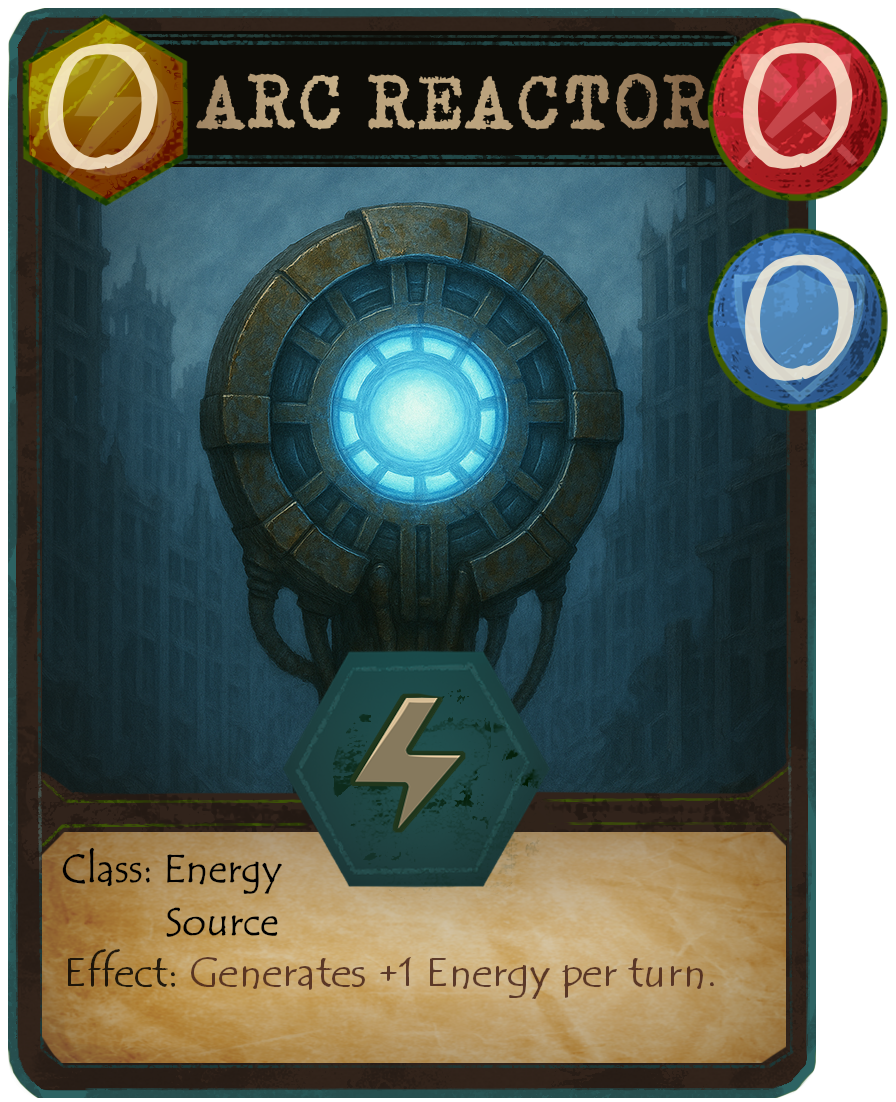 0 ARC REACTOR 0
0
Class: Energy
Source
Effect: Generates +1 Energy per turn.